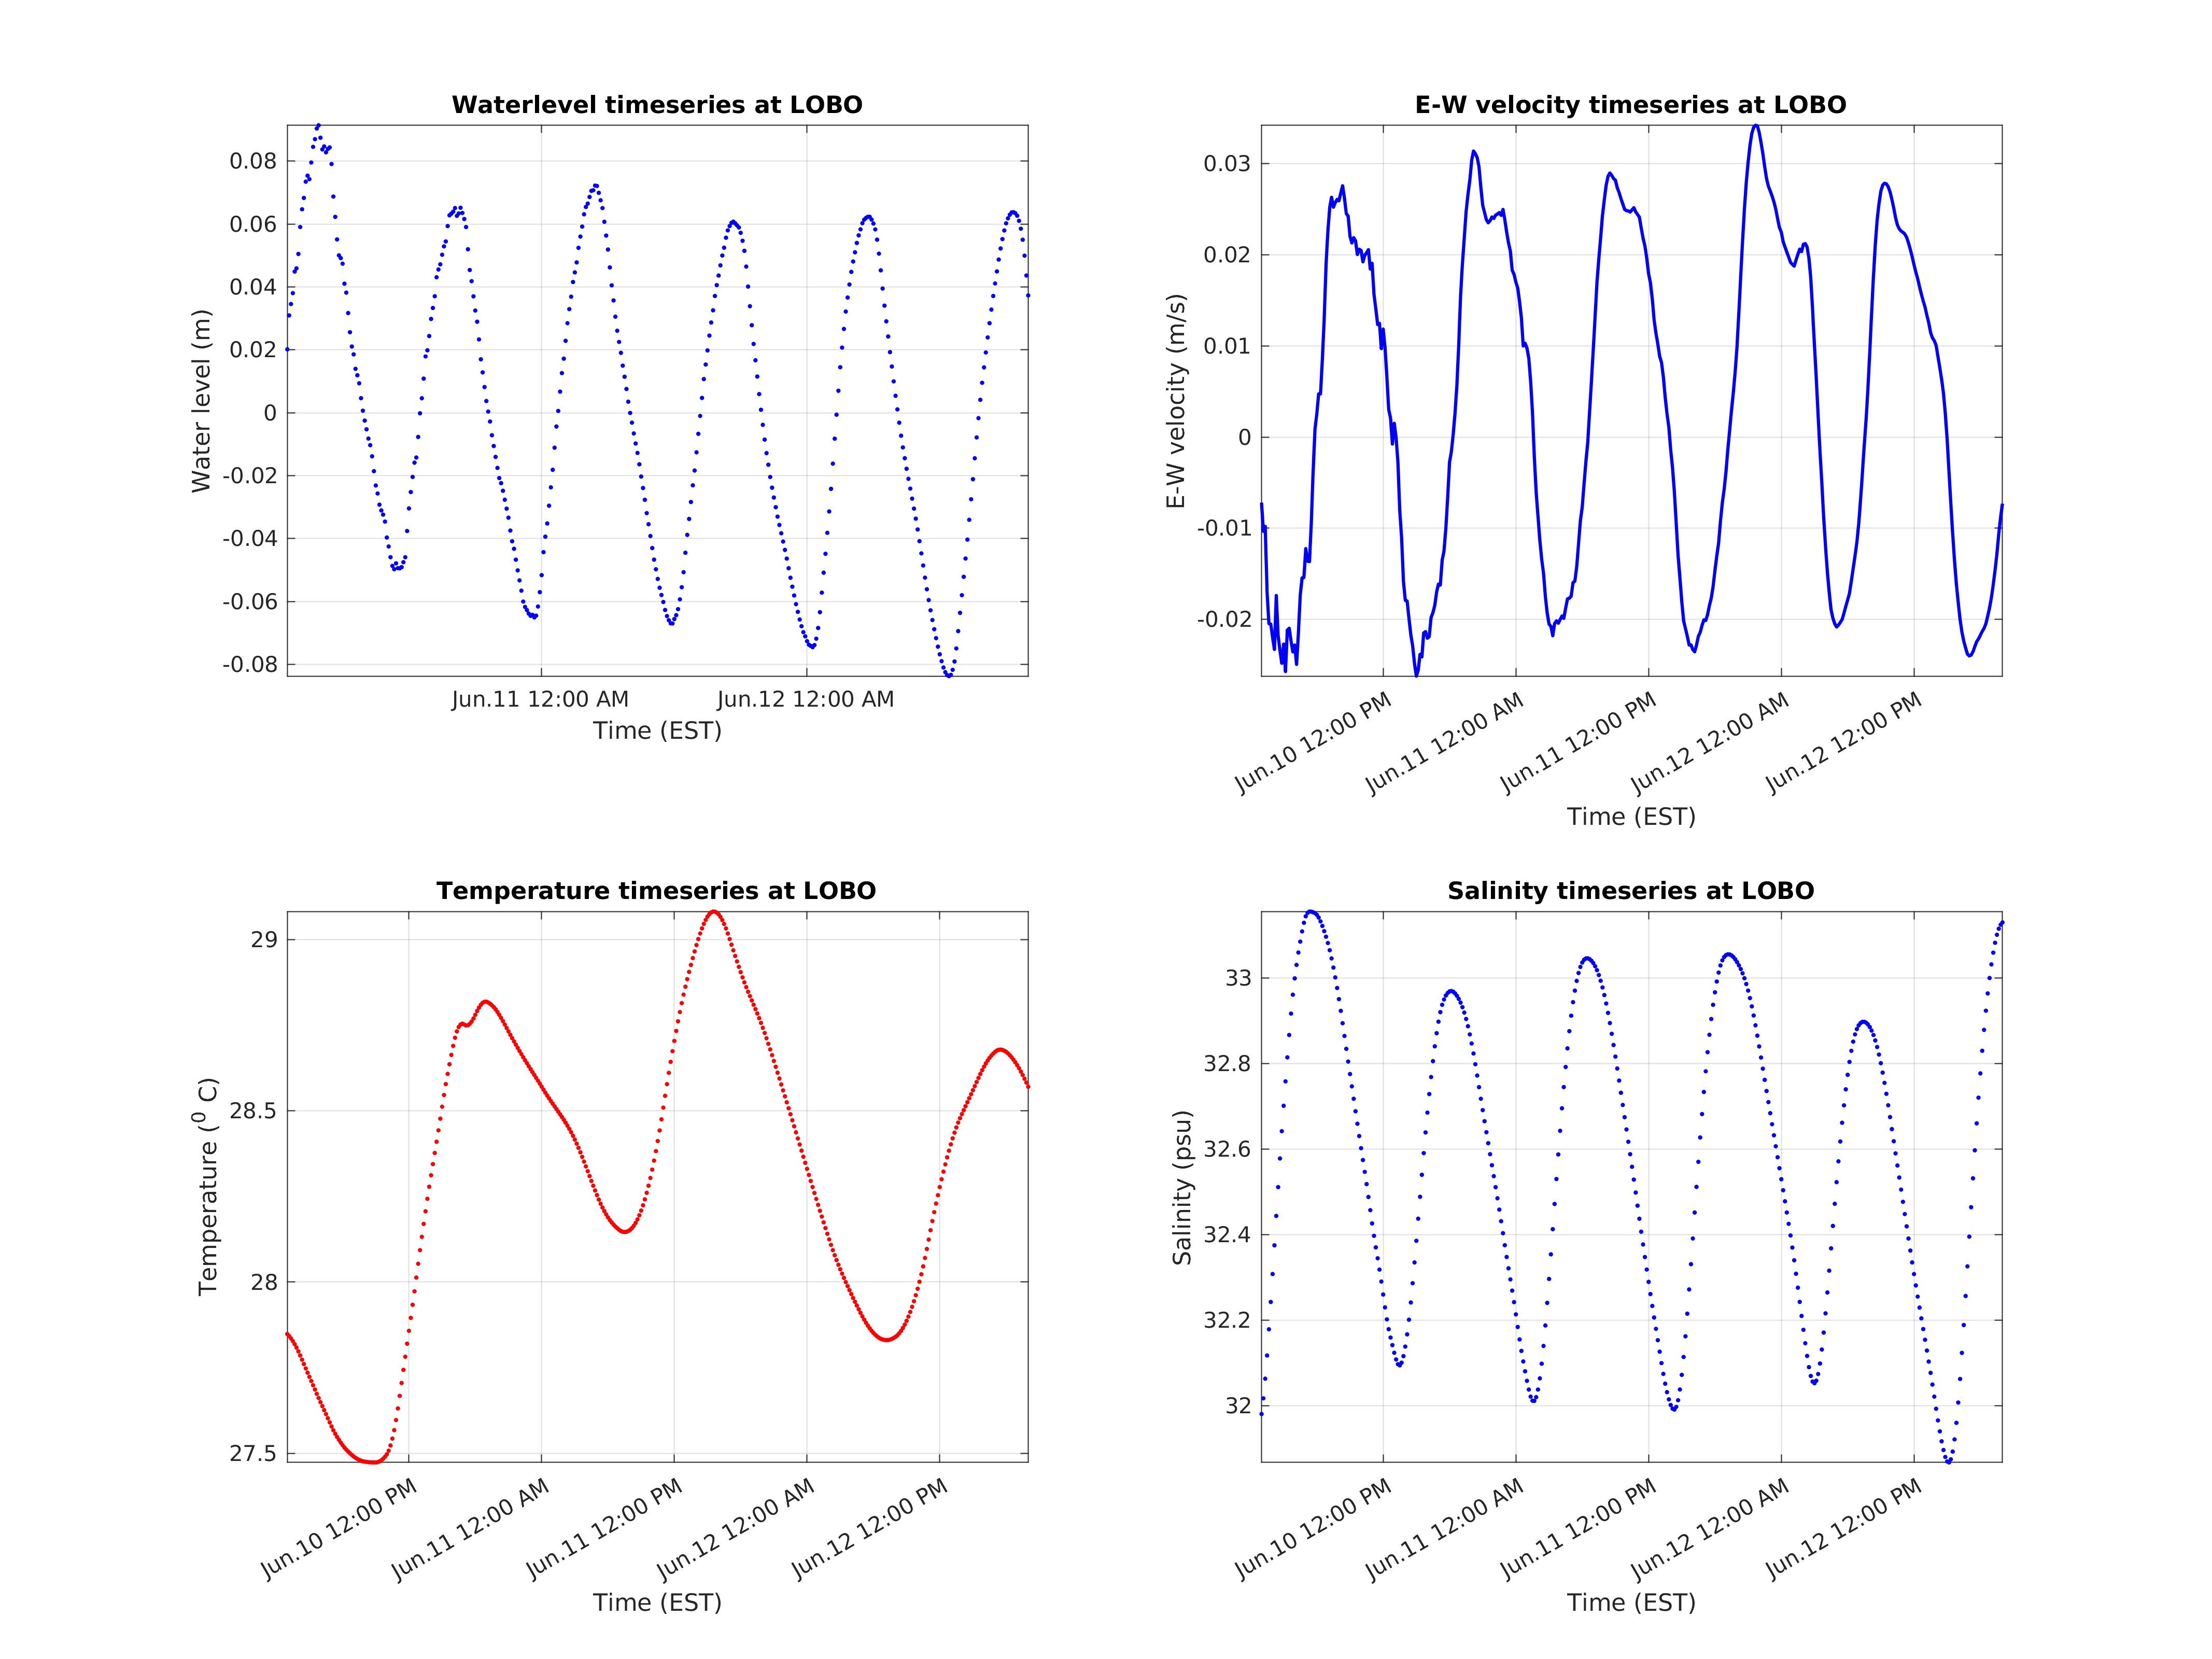 Waterlevel timeseries at LOBO
0.08
0.06
0.04
0.02
0
-0.02
-0.04
-0.06
-0.08
Water level (m)
Jun.11 12:00 AM
Jun.12 12:00 AM
Time (EST)
E-W velocity timeseries at LOBO
0.03
0.02
0.01
0
-0.01
-0.02
E-W velocity (m/s)
Jun.10 12:00 PM
Jun.11 12:00 AM
Jun.11 12:00 PM
Jun.12 12:00 AM
Jun.12 12:00 PM
Time (EST)
Temperature timeseries at LOBO
29
28.5
28
27.5
Temperature (⁰ C)
Jun.10 12:00 PM
Jun.11 12:00 AM
Jun.11 12:00 PM
Jun.12 12:00 AM
Jun.12 12:00 PM
Time (EST)
Salinity timeseries at LOBO
33
32.8
32.6
32.4
32.2
32
Salinity (psu)
Jun.10 12:00 PM
Jun.11 12:00 AM
Jun.11 12:00 PM
Jun.12 12:00 AM
Jun.12 12:00 PM
Time (EST)